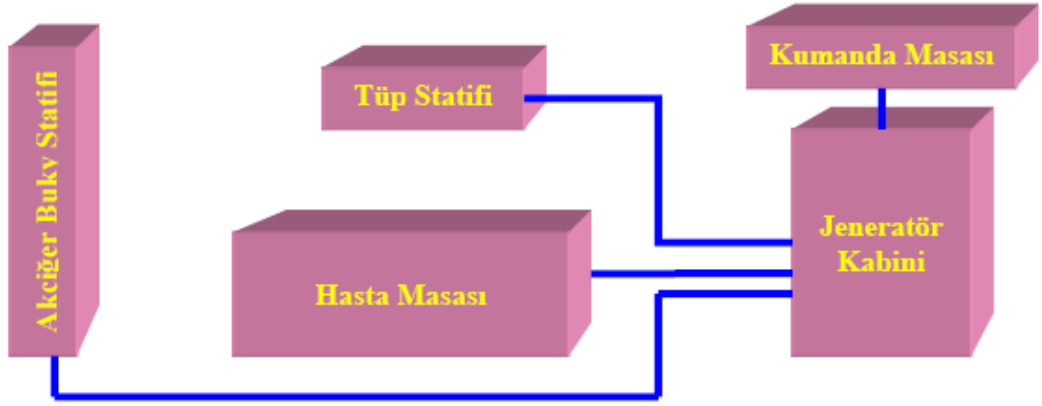 Akciğer Buky Statifi
Tüp Statifi
Kumanda Masası
Hasta Masası
Jeneratör
Kabini